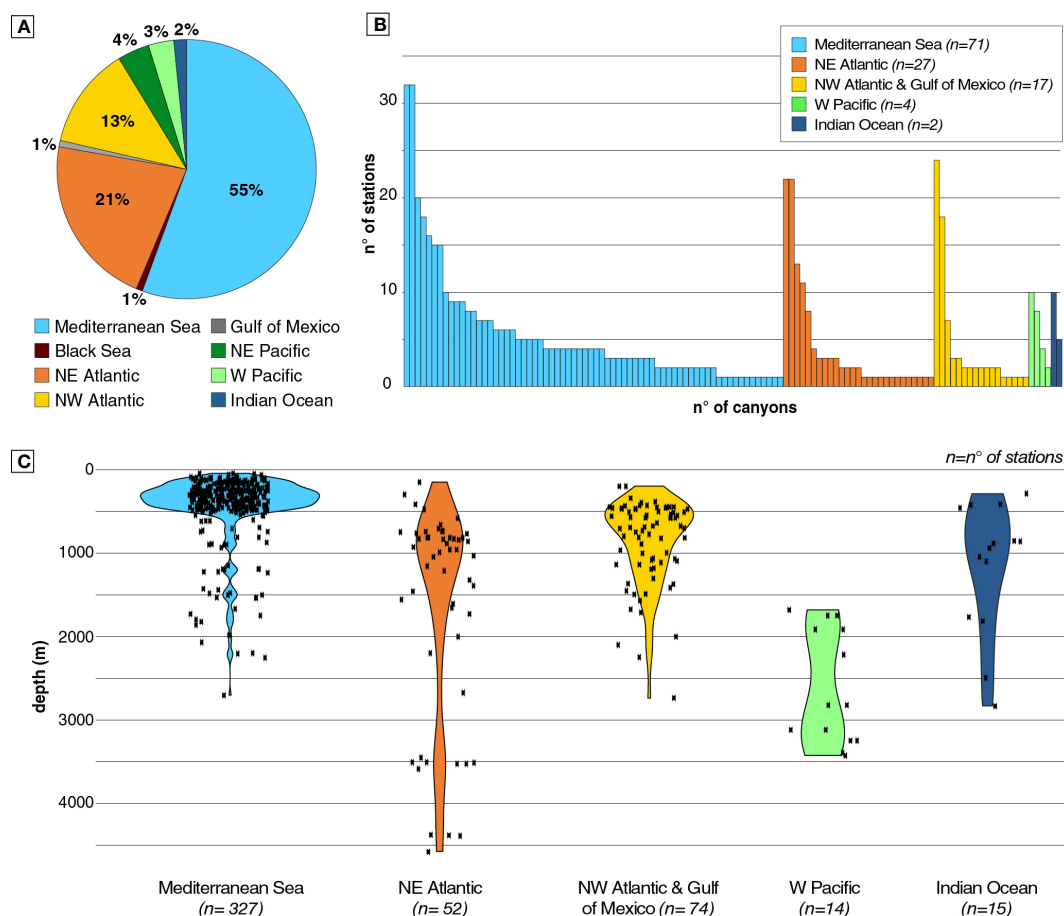 A
4%
3%
2%
13%
1%
55%
21%
1%
Mediterranean Sea
Black Sea
NE Atlantic
NW Atlantic
Gulf of Mexico
NE Pacific
W Pacific
Indian Ocean
B
Mediterranean Sea (n=71)
NE Atlantic (n=27)
NW Atlantic & Gulf of Mexico (n=17)
W Pacific (n=4)
Indian Ocean (n=2)
n° of stations
30
20
10
0
n° of canyons
C
n=n° of stations
depth (m)
0
1000
2000
3000
4000
Mediterranean Sea
(n= 327)
NE Atlantic
(n= 52)
NW Atlantic & Gulf
of Mexico (n= 74)
W Pacific
(n=14)
Indian Ocean
(n=15)